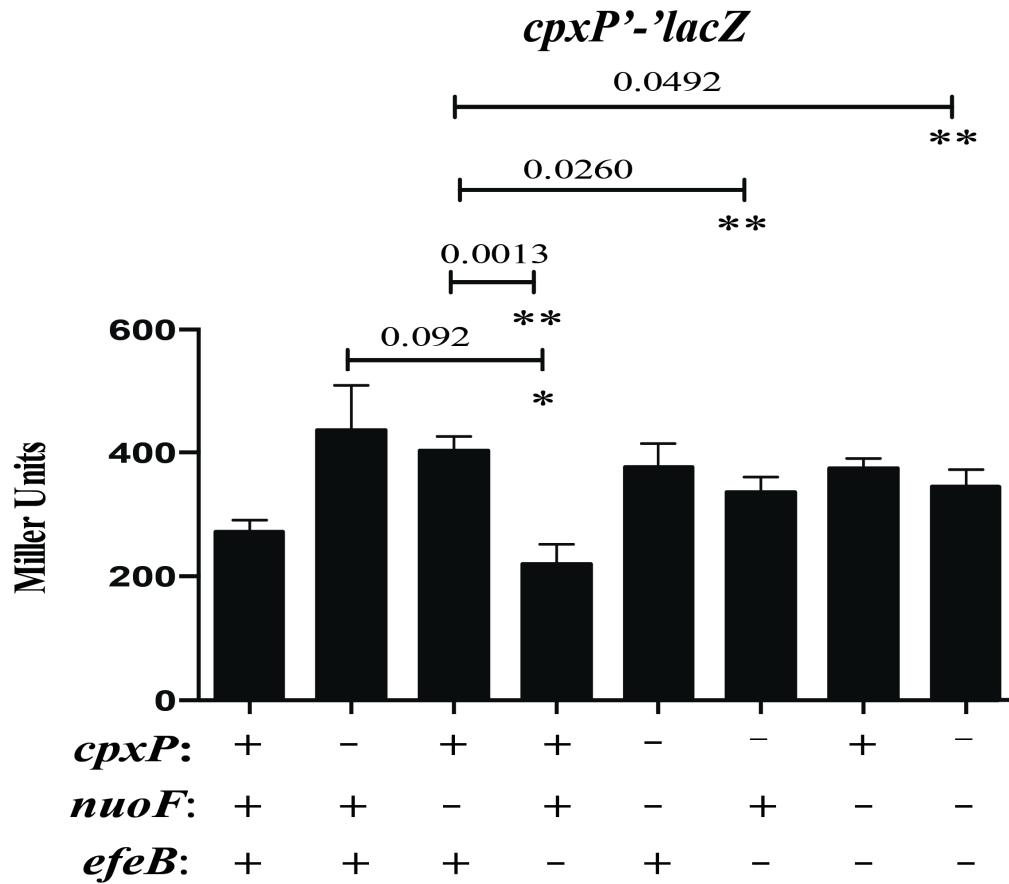 cpxP’-’lacZ
0.0492
**
0.0260
**
0.0013
**
0.092
*
600
400
200
0
Miller Units
cpxP: + - + + - - + -
nuoF: + + - + - + - -
efeB: + + + - + - - -